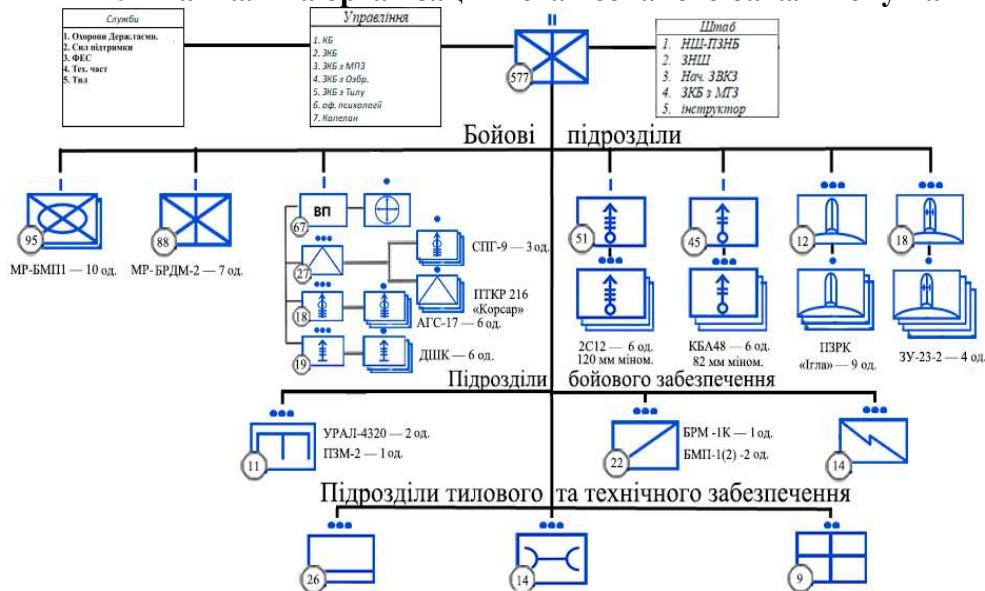 Служби
1. Охорони Держ.таємн.
2. Сил підтримки
3. ФЕС
4. Тех. част
5. Тил
Управління
1. КБ
2. ЗКБ
3. ЗКБ з МПЗ
4. ЗКБ з Озбр.
5. ЗКБ з Тилу
6. оф. психології
7. Капелан
577
Штаб
1. НШ-ПЗНБ
2. ЗНШ
3. Нач. ЗВКЗ
4. ЗКБ з МТЗ
5. інструктор
Бойові підрозділи
95
МР-БМП1 — 10 од.
88
МР- БРДМ-2 — 7 од.
ВП
67
27
СПГ-9 — 3 од.
ПТКР 216
«Корсар»
18
АГС-17 — 6 од.
19
ДШК — 6 од.
51
2С12 — 6 од.
120 мм міном.
45
КБА48 — 6 од.
82 мм міном.
12
ПЗРК
«Ігла» — 9 од.
18
ЗУ-23-2 — 4 од.
Підрозділи бойового забезпечення
11
УРАЛ-4320 — 2 од.
ПЗМ-2 — 1 од.
22
БРМ -1К — 1 од.
БМП-1(2) -2 од.
14
Підрозділи тилового та технічного забезпечення
26
14
9